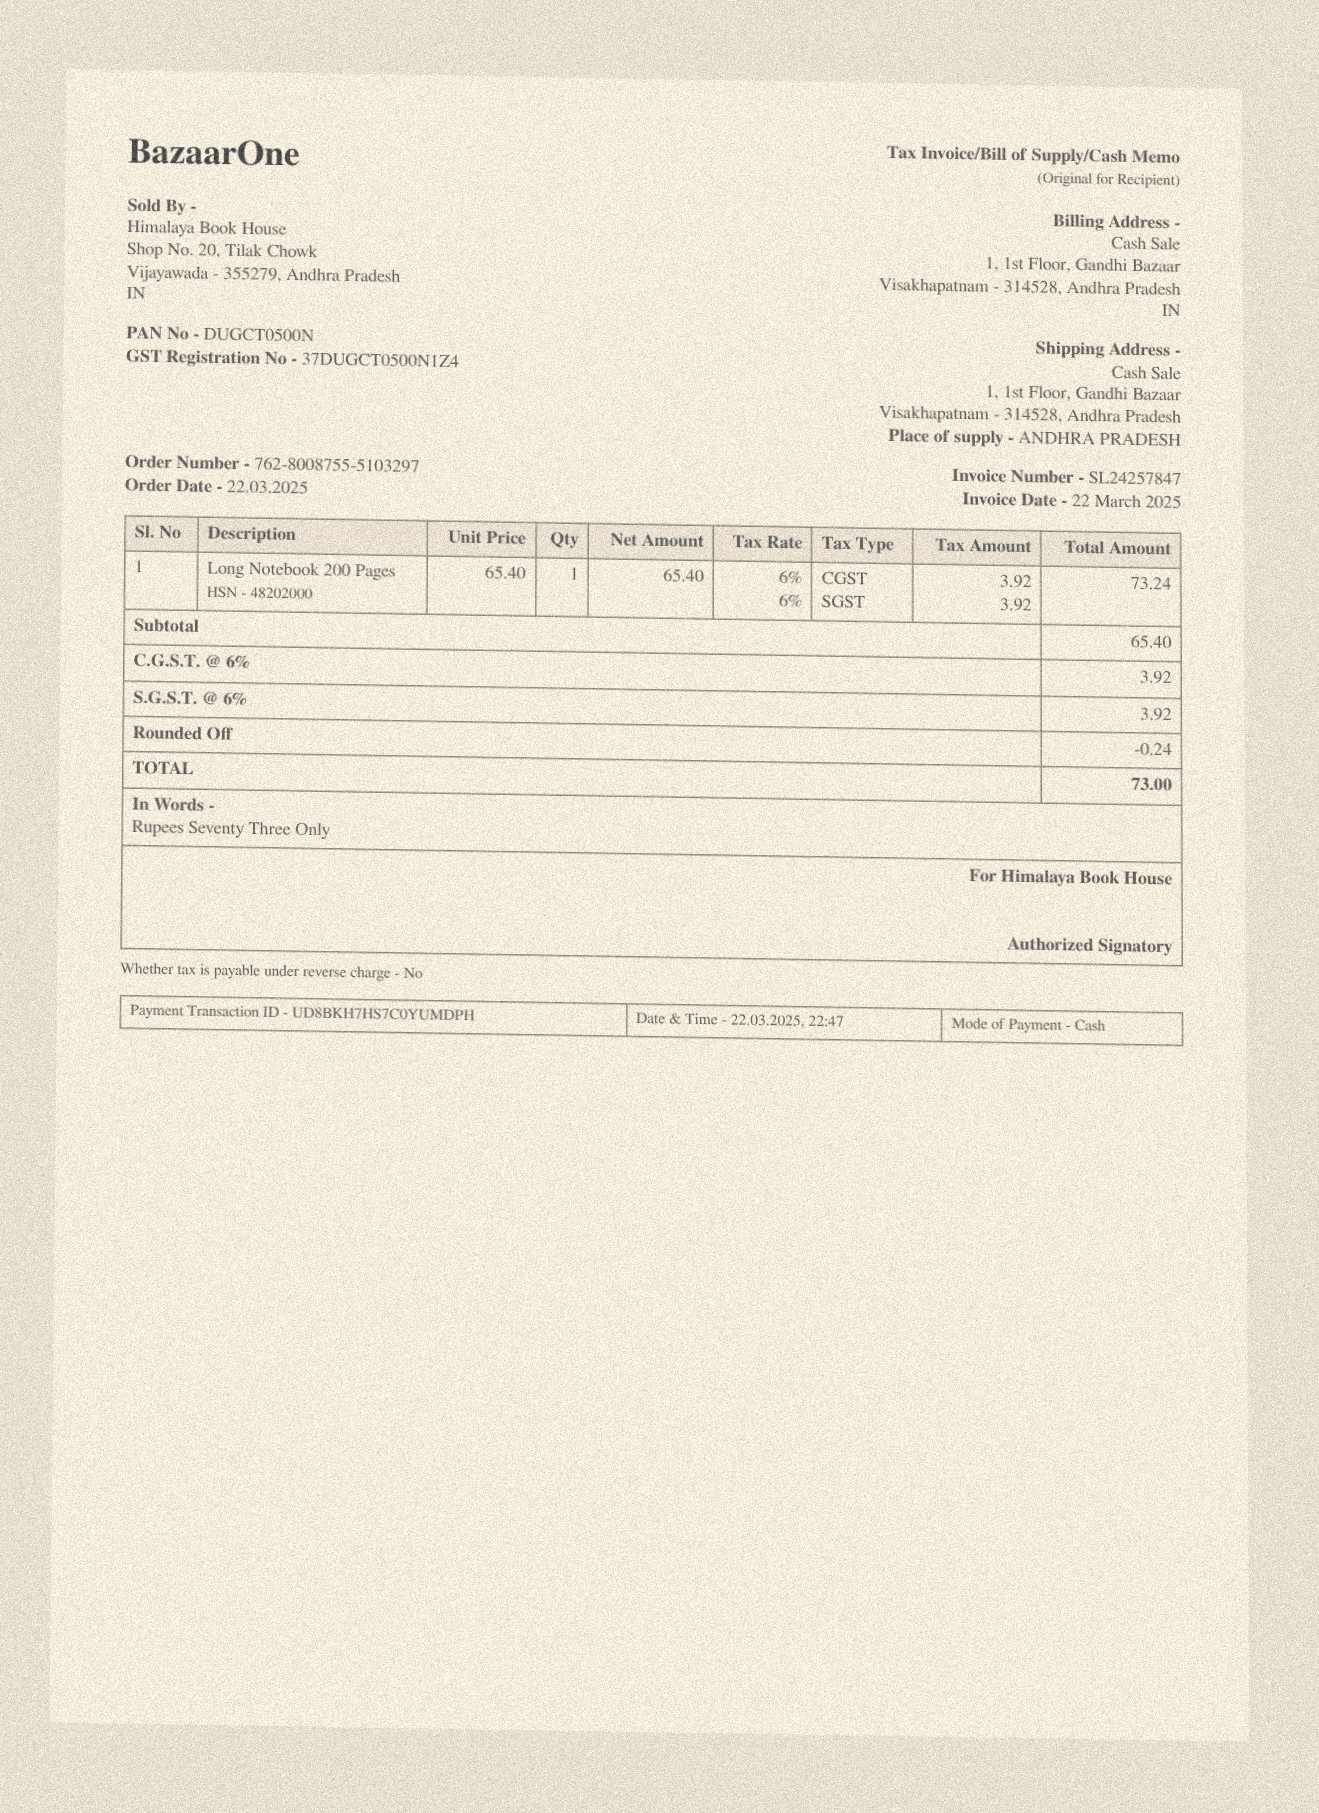 BazaarOne
Tax Invoice/Bill of Supply/Cash Memo
(Original for Recipient)
Sold By -
Himalaya Book House
Shop No. 20, Tilak Chowk
Vijayawada - 355279, Andhra Pradesh
IN
PAN No - DUGCT0500N
GST Registration No - 37DUGCT0500N1Z4
Billing Address -
Cash Sale
1, 1st Floor, Gandhi Bazaar
Visakhapatnam - 314528, Andhra Pradesh
IN
Shipping Address -
Cash Sale
1, 1st Floor, Gandhi Bazaar
Visakhapatnam - 314528, Andhra Pradesh
Place of supply - ANDHRA PRADESH
Order Number - 762-8008755-5103297
Order Date - 22.03.2025
Invoice Number - SL24257847
Invoice Date - 22 March 2025
Sl. No Description Unit Price Qty Net Amount Tax Rate Tax Type Tax Amount Total Amount
1 Long Notebook 200 Pages 65.40 1 65.40 6% CGST 3.92 73.24
HSN - 48202000 6% SGST 3.92
Subtotal 65.40
C.G.S.T. @ 6% 3.92
S.G.S.T. @ 6% 3.92
Rounded Off -0.24
TOTAL 73.00
In Words -
Rupees Seventy Three Only
For Himalaya Book House
Authorized Signatory
Whether tax is payable under reverse charge - No
Payment Transaction ID - UD8BKH7HS7C0YUMDPH Date & Time - 22.03.2025, 22:47 Mode of Payment - Cash